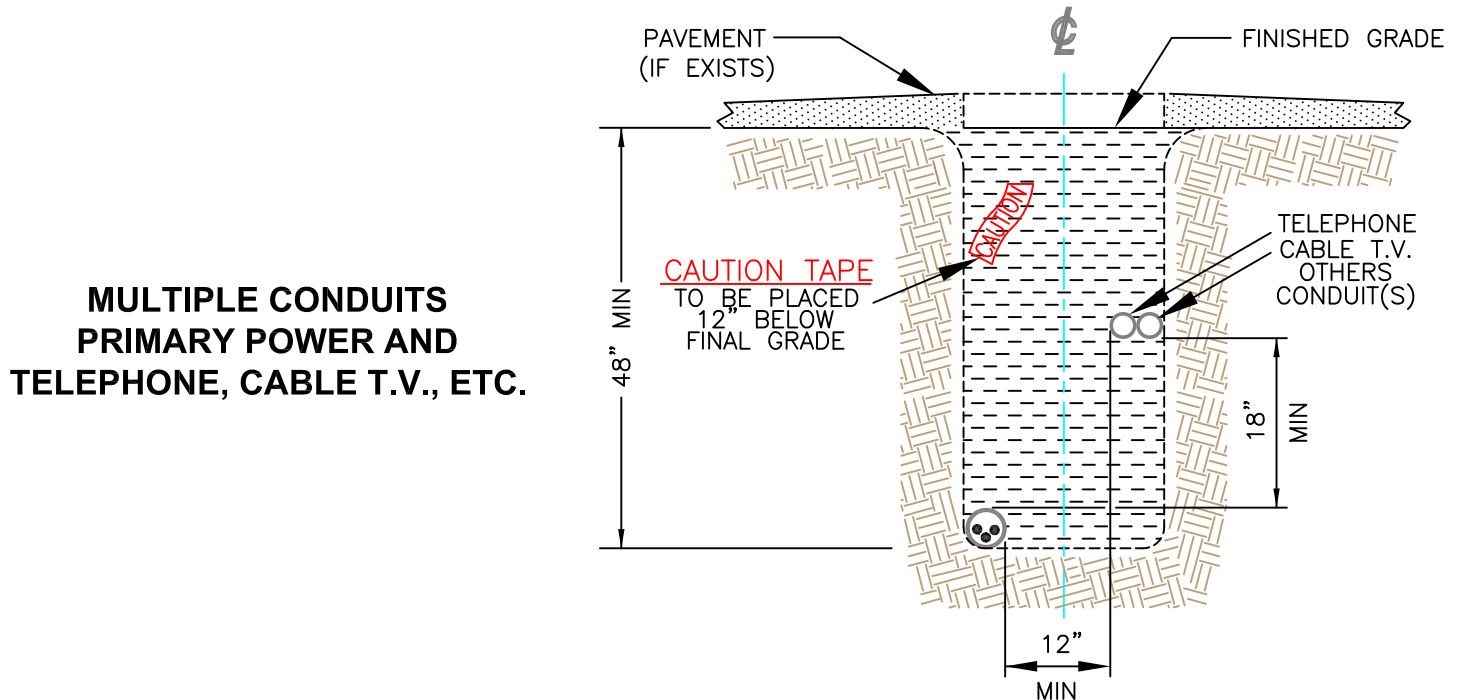 MULTIPLE CONDUITS
PRIMARY POWER AND
TELEPHONE, CABLE T.V., ETC.
PAVEMENT
(IF EXISTS)
℄
FINISHED GRADE
CAUTION
CAUTION TAPE
TO BE PLACED
12” BELOW
FINAL GRADE
48” MIN
TELEPHONE
CABLE T.V.
OTHERS
CONDUIT(S)
18”
MIN
12”
MIN